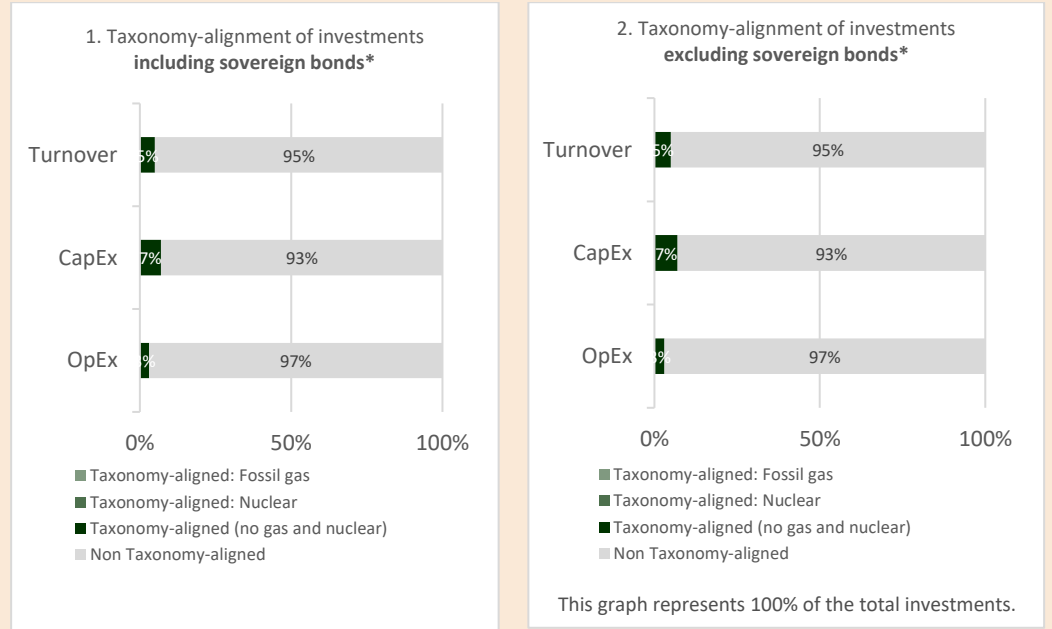 1. Taxonomy-alignment of investments
including sovereign bonds*
Turnover
5%
95%
CapEx
7%
93%
OpEx
97%
0%
50%
100%
Taxonomy-aligned: Fossil gas
Taxonomy-aligned: Nuclear
Taxonomy-aligned (no gas and nuclear)
Non Taxonomy-aligned
2. Taxonomy-alignment of investments
excluding sovereign bonds*
Turnover
5%
95%
CapEx
7%
93%
OpEx
3%
97%
0%
50%
100%
Taxonomy-aligned: Fossil gas
Taxonomy-aligned: Nuclear
Taxonomy-aligned (no gas and nuclear)
Non Taxonomy-aligned
This graph represents 100% of the total investments.